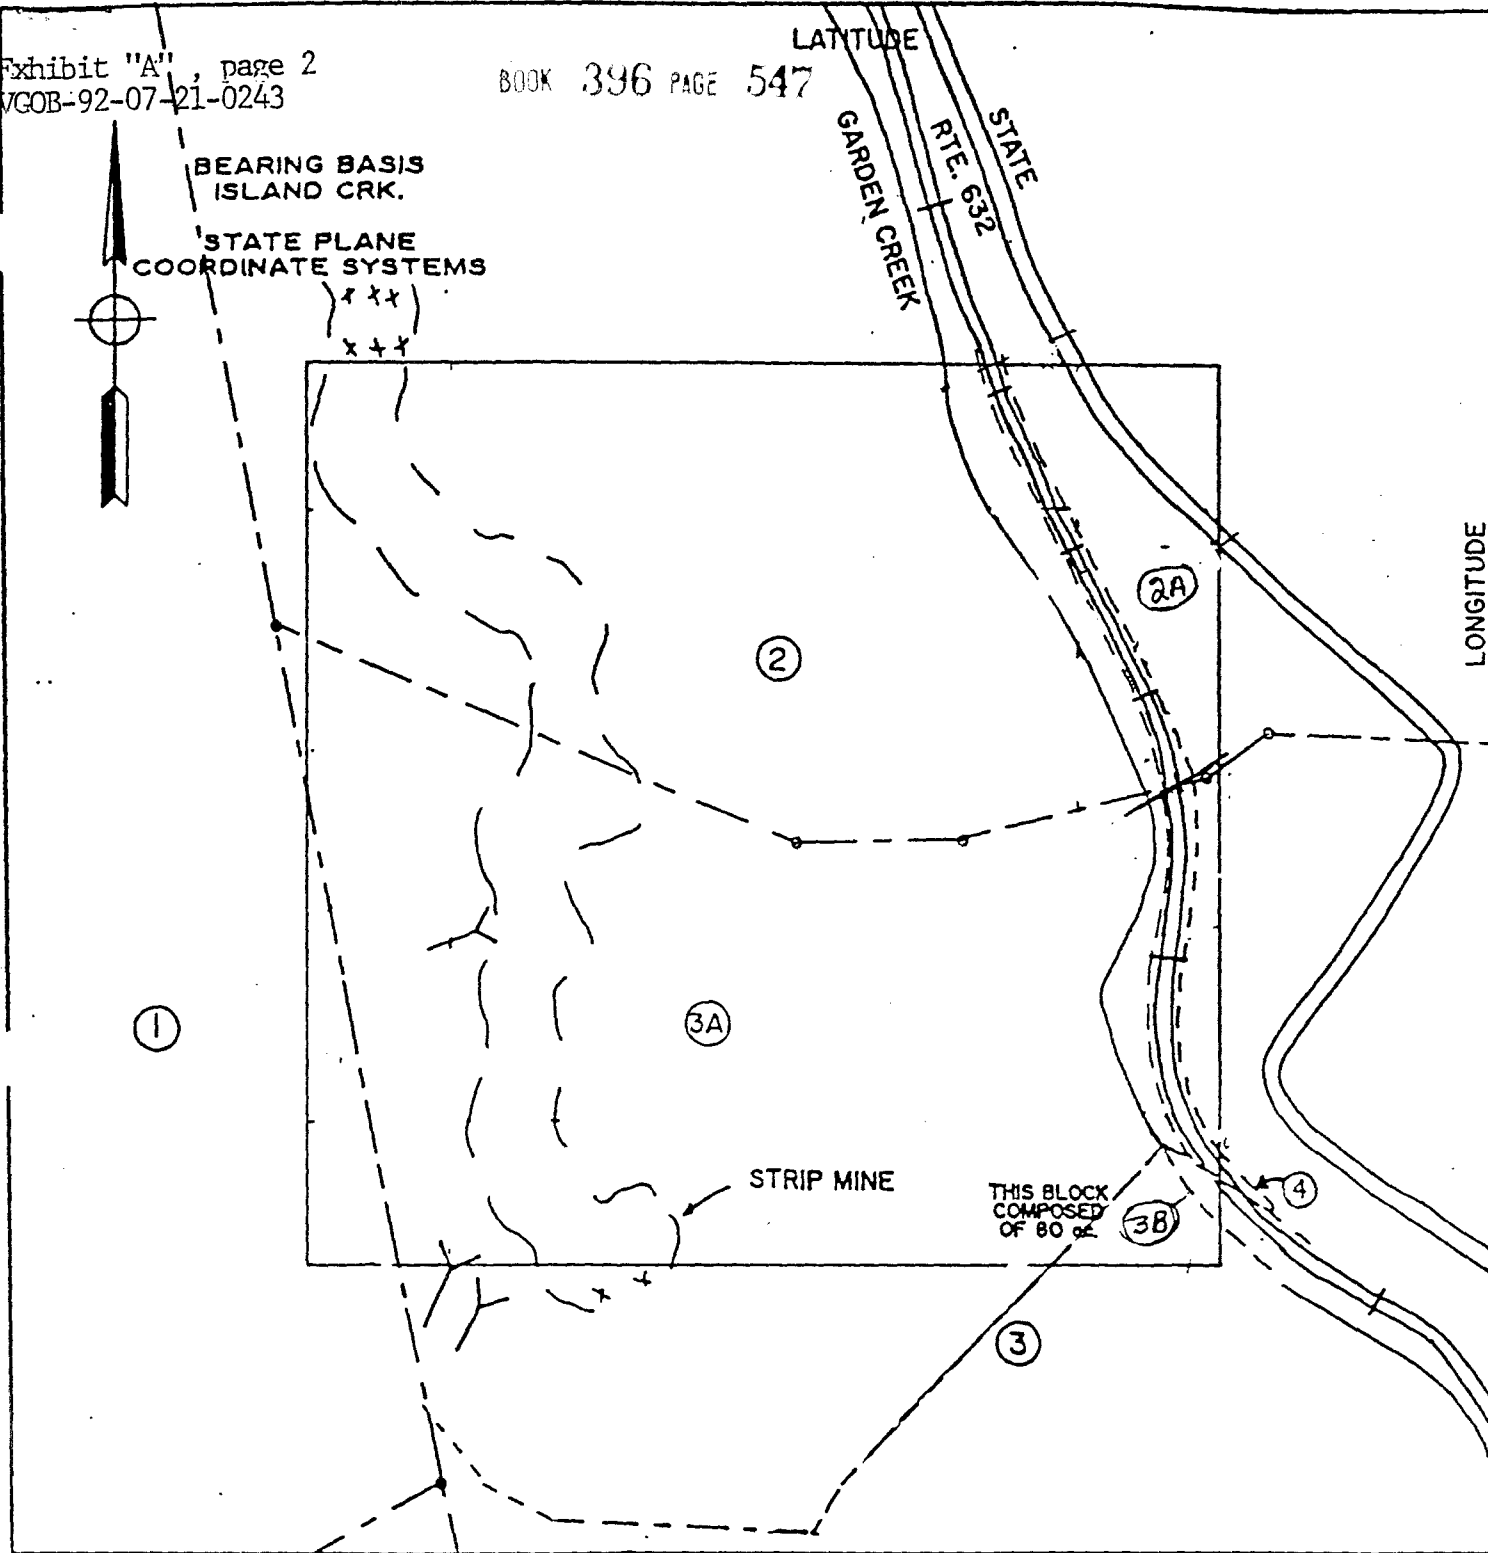 LATITUDE
Exhibit "A", page 2
VGOB-92-07-21-0243
BOOK 396 PAGE 547
BEARING BASIS
ISLAND CRK.
STATE PLANE
COORDINATE SYSTEMS
GARDEN CREEK
RTE. 632
STATE
LONGITUDE
2A
2
1
3A
STRIP MINE
THIS BLOCK
COMPOSED
OF 80 ac
3B
4
3